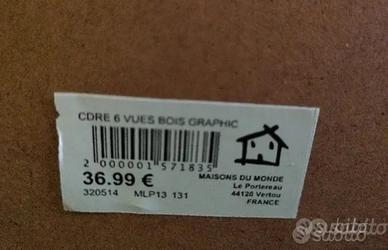 CDRE 6 VUES BOIS GRAPHIC
2 000001 571835
36.99 €
320514 MLP13 131
MAISONS DU MONDE
Le Portereau
44120 Vertou
FRANCE
subito